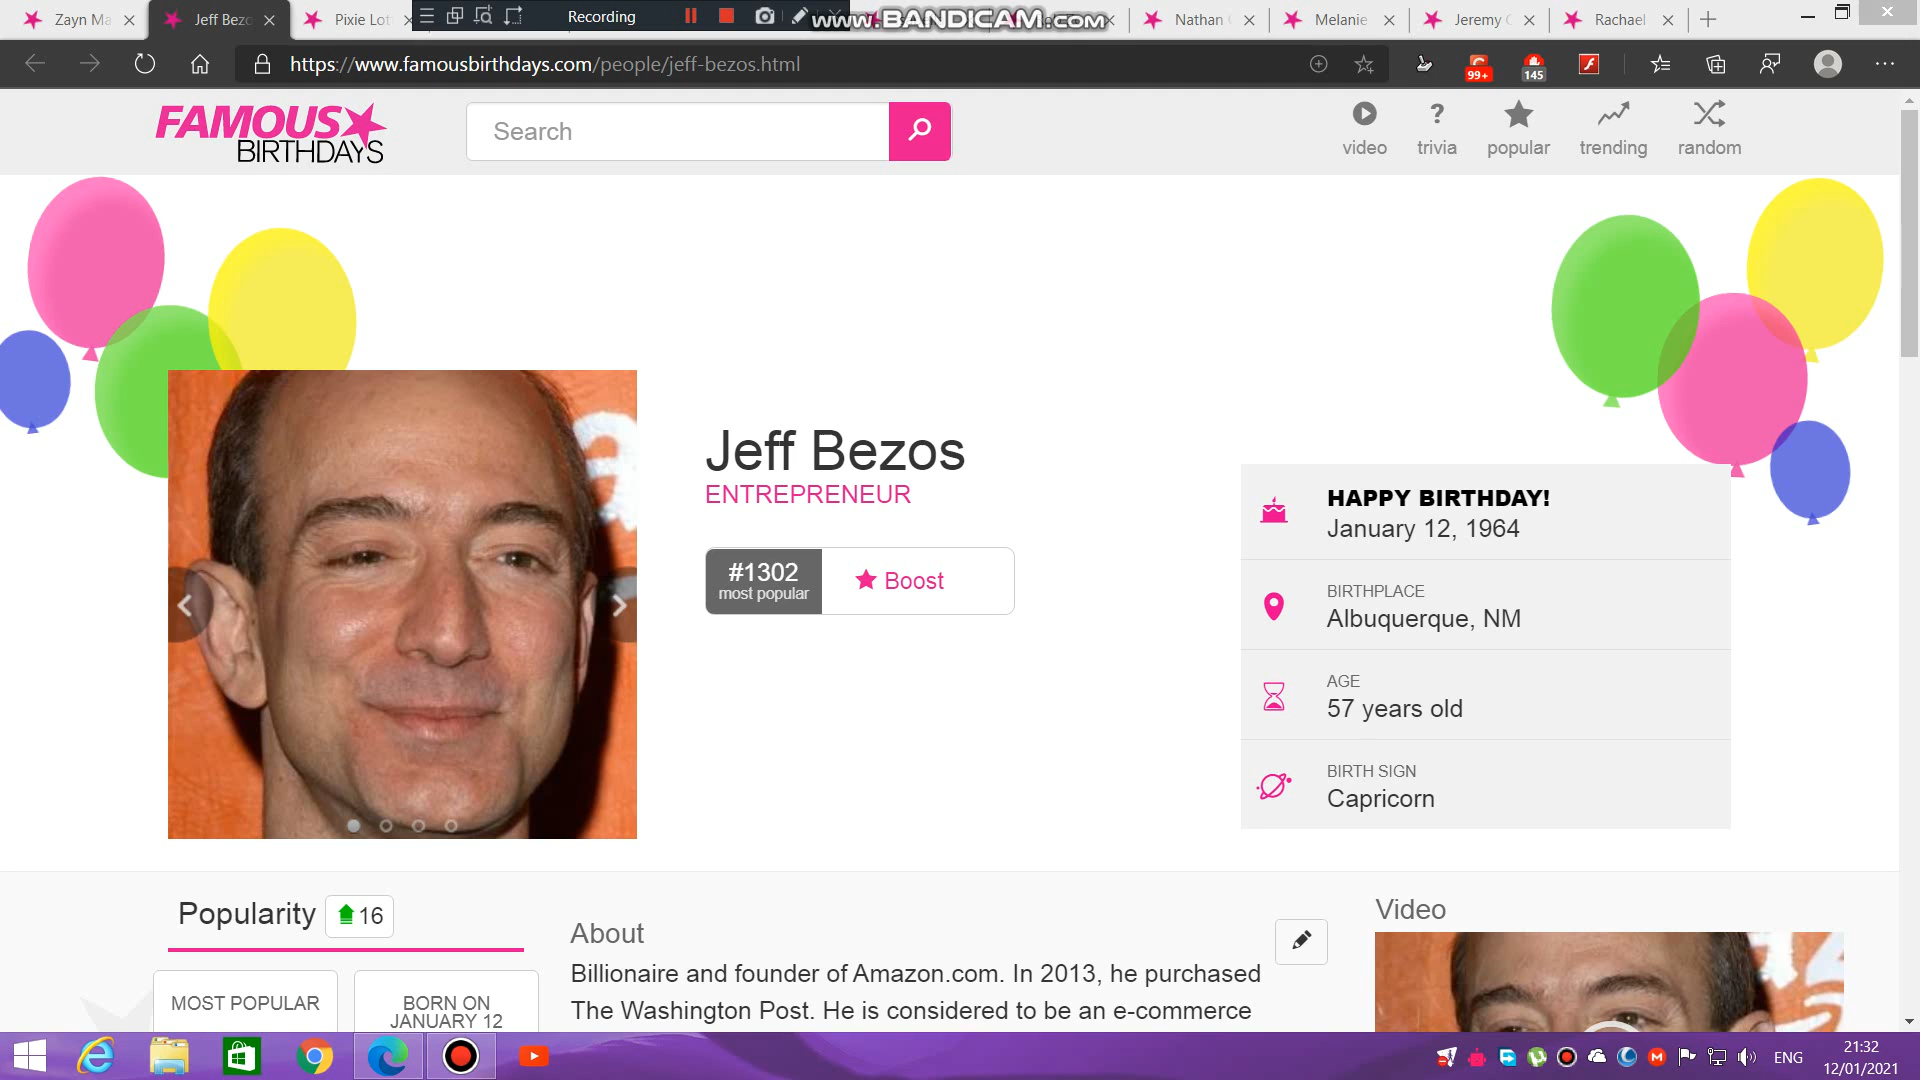 Zayn Ma
Jeff Bezo
Pixie Lot
Recording
www.BANDICAM.com
Nathan
Melanie
Jeremy
Rachael
https://www.famousbirthdays.com/people/jeff-bezos.html
99+
145
FAMOUS
BIRTHDAYS
Search
video
trivia
popular
trending
random
Jeff Bezos
ENTREPRENEUR
#1302
most popular
Boost
HAPPY BIRTHDAY!
January 12, 1964
BIRTHPLACE
Albuquerque, NM
AGE
57 years old
BIRTH SIGN
Capricorn
Popularity
16
MOST POPULAR
BORN ON
JANUARY 12
About
Billionaire and founder of Amazon.com. In 2013, he purchased
The Washington Post. He is considered to be an e-commerce
Video
ENG
21:32
12/01/2021